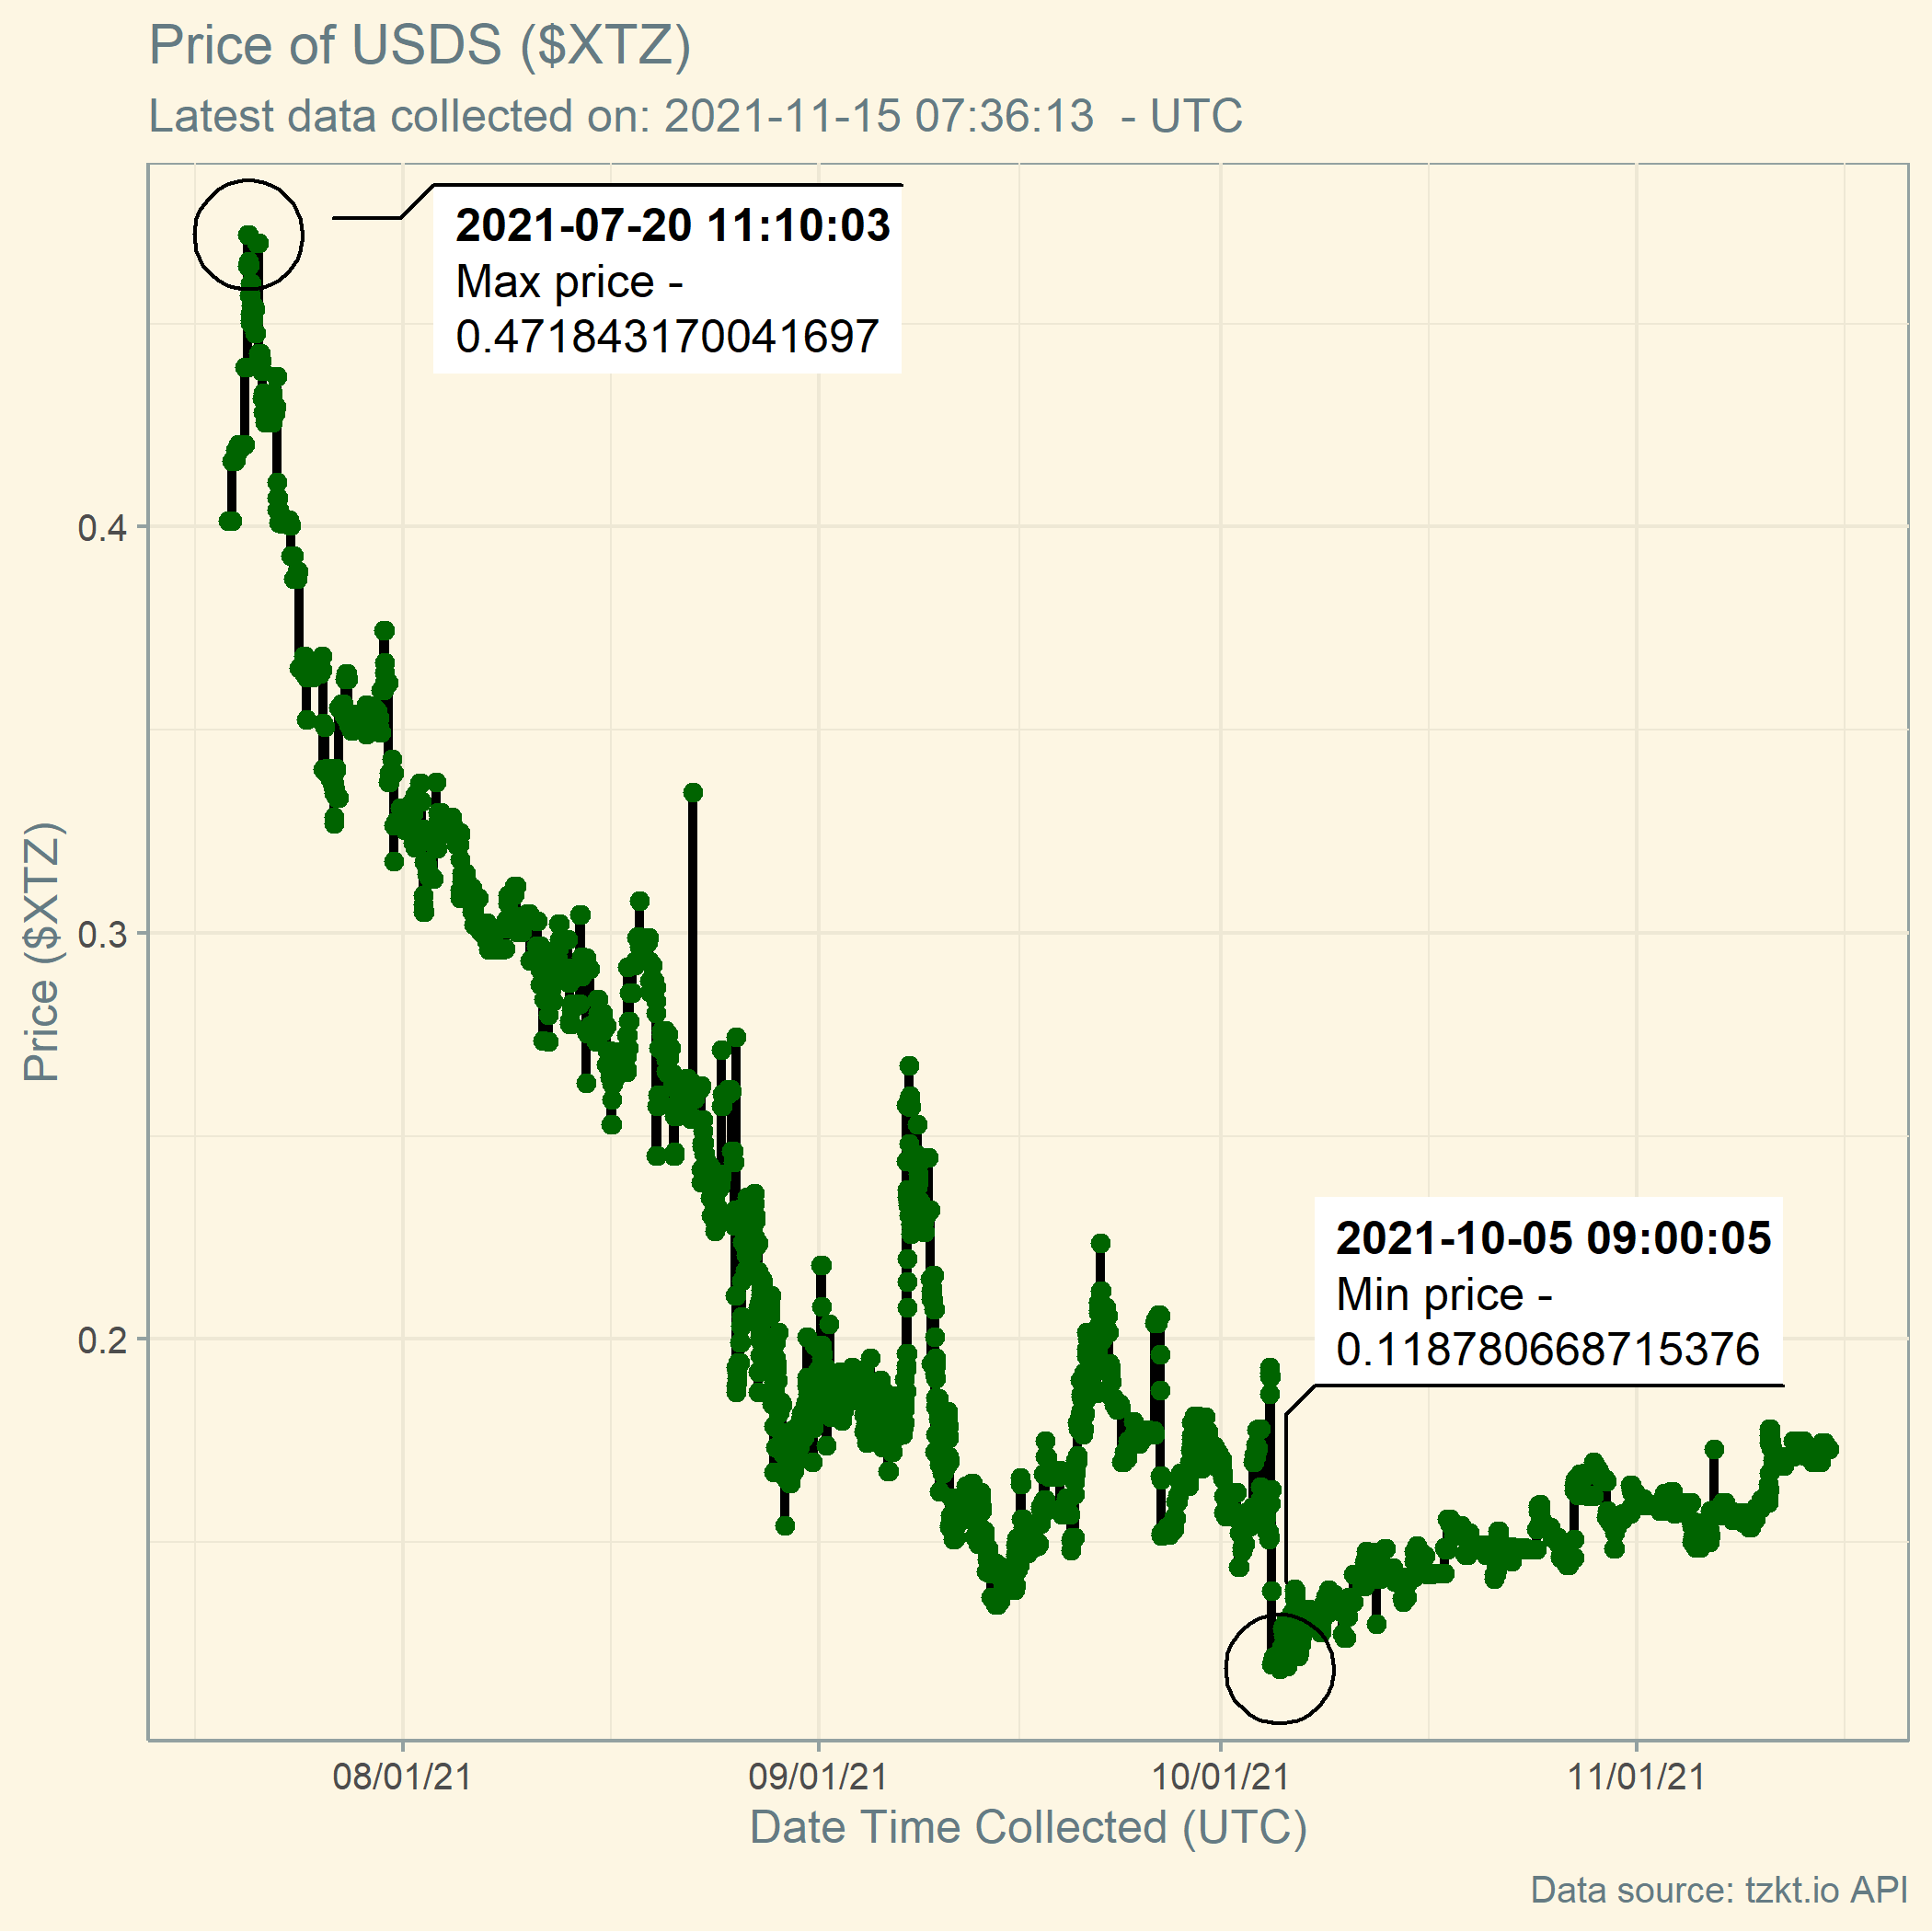 Price of USDS ($XTZ)
Latest data collected on: 2021-11-15 07:36:13  - UTC
2021-07-20 11:10:03
Max price -
0.471843170041697
0.4
0.3
0.2
Price ($XTZ)
2021-10-05 09:00:05
Min price -
0.118780668715376
08/01/21
09/01/21
10/01/21
11/01/21
Date Time Collected (UTC)
Data source: tzkt.io API